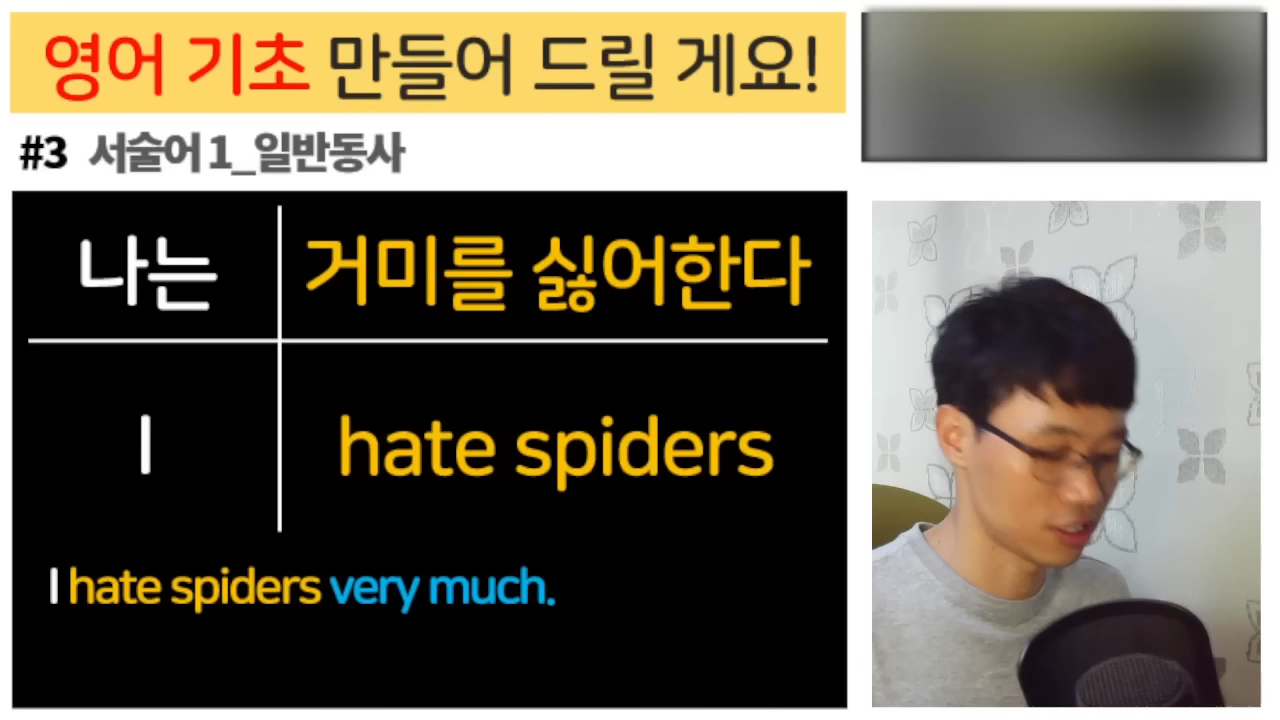 영어 기초 만들어 드릴 게요!
#3 서술어 1_일반동사
나는 거미를 싫어한다
I hate spiders
I hate spiders very much.